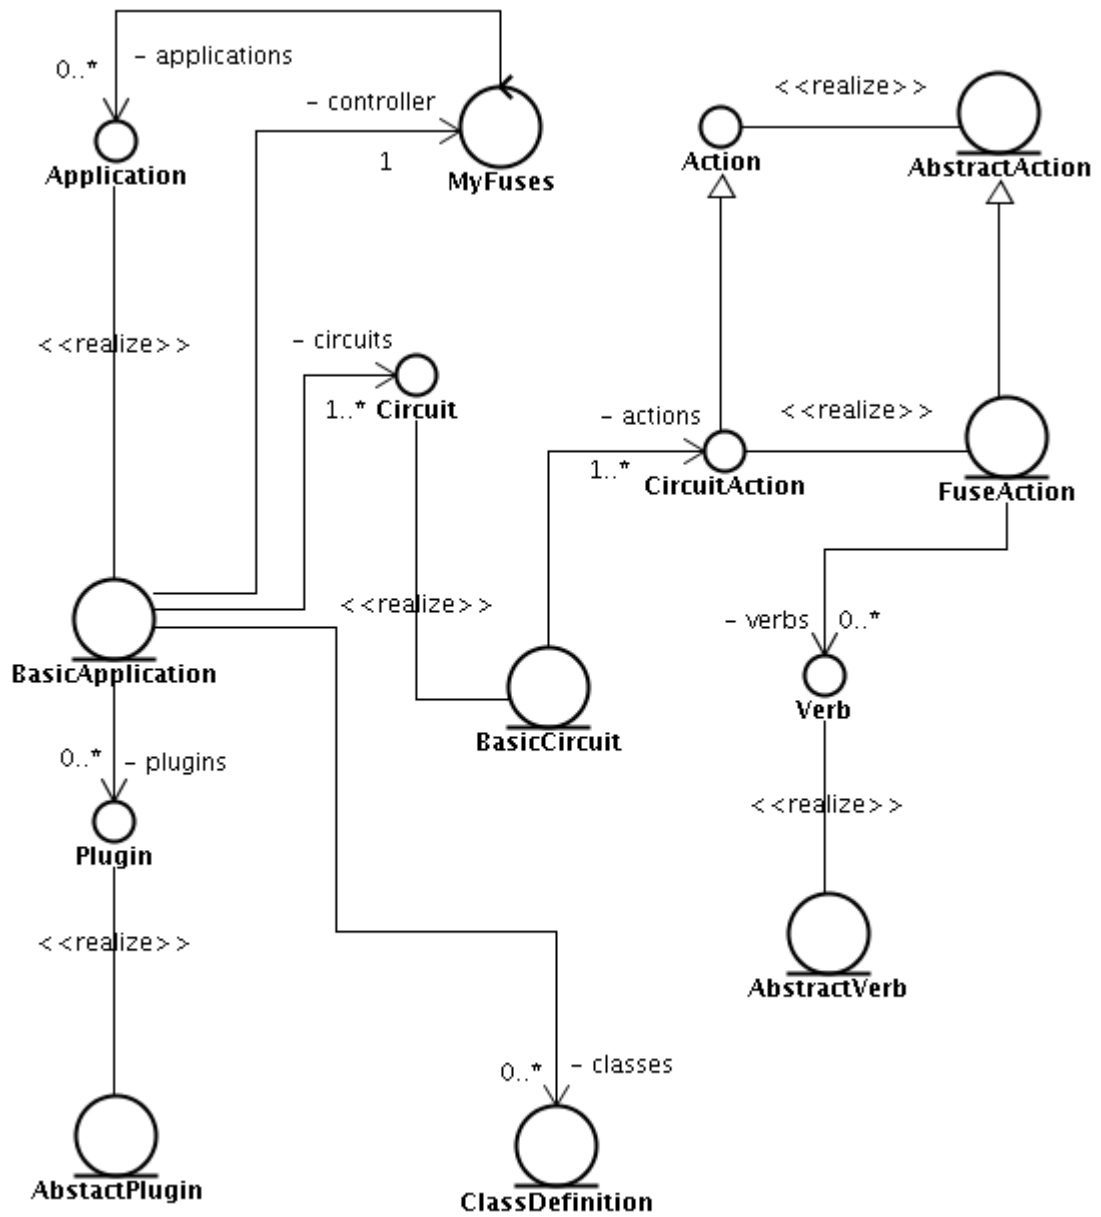 – applications
0..*
<<realize>>
– controller
Application
1
MyFuses
Action
AbstractAction
<<realize>>
– circuits
1..* Circuit
<<realize>>
– actions
1..*
CircuitAction
FuseAction
<<realize>>
– verbs 0..*
BasicApplication
Verb
BasicCircuit
0..* – plugins
<<realize>>
Plugin
<<realize>>
AbstractVerb
– classes
0..*
AbstactPlugin
ClassDefinition